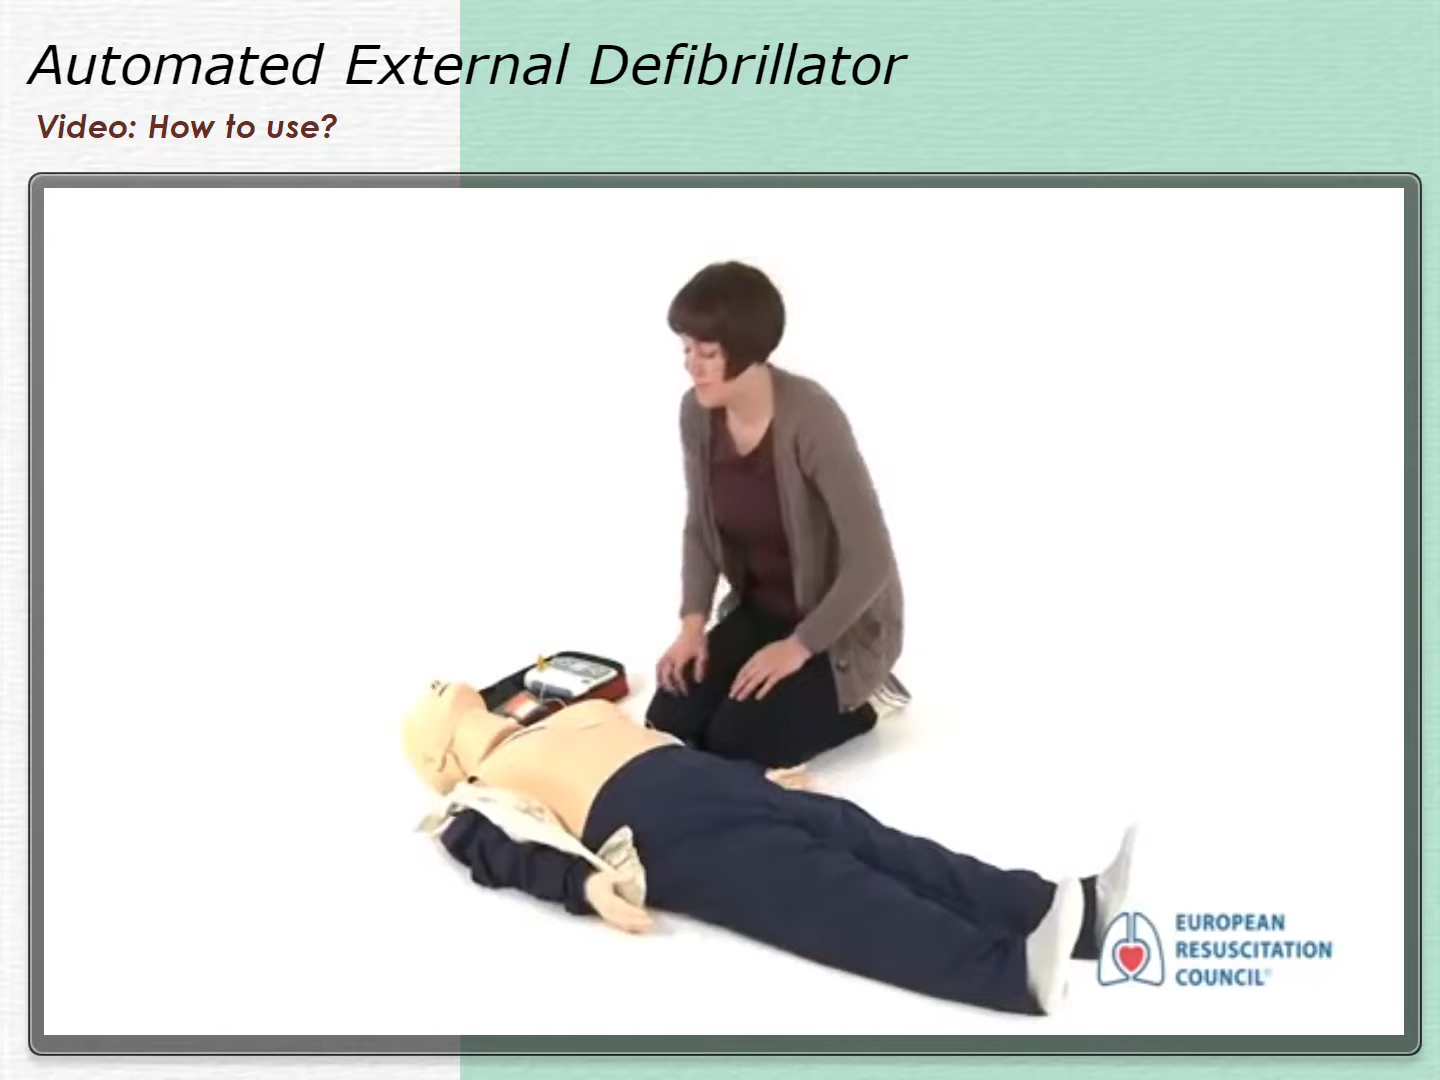 Automated External Defibrillator
Video: How to use?
EUROPEAN
RESUSCITATION
COUNCIL®